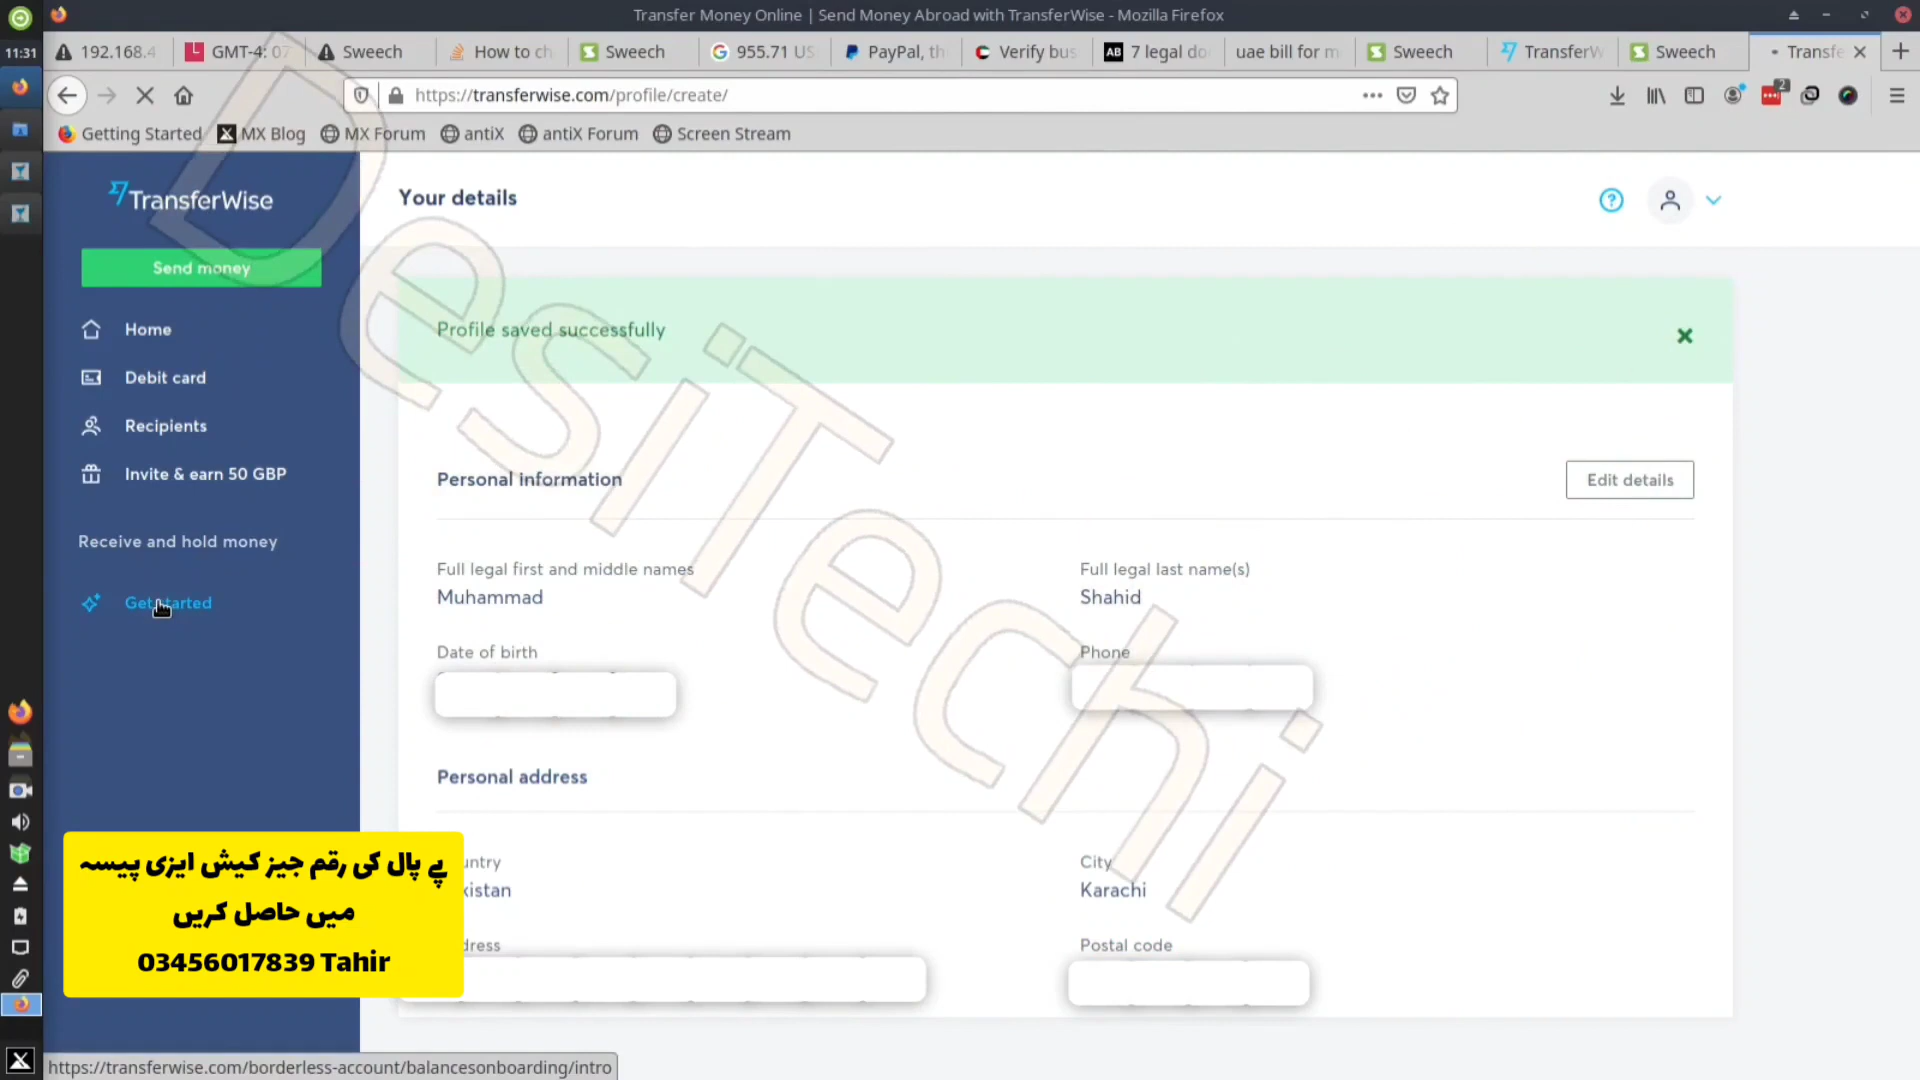 Transfer Money Online | Send Money Abroad with TransferWise - Mozilla Firefox
11:31
192.168.4
GMT-4: 07
Sweech
How to ch
Sweech
955.71 US
PayPal, th
Verify bus
AB
7 legal do
uae bill for m
Sweech
TransferW
Sweech
Transfe
https://transferwise.com/profile/create/
2
Getting Started
MX Blog
MX Forum
antiX
antiX Forum
Screen Stream
TransferWise
Your details
Send money
Home
Profile saved successfully
Debit card
Recipients
Invite & earn 50 GBP
Personal information
Edit details
Receive and hold money
Full legal first and middle names
Full legal last name(s)
Muhammad
Shahid
Get started
Date of birth
Phone
Personal address
پے پال کی رقم جیز کیش ایزی پیسہ
میں حاصل کریں
03456017839 Tahir
untry
City
kistan
Karachi
dress
Postal code
https://transferwise.com/borderless-account/balancesonboarding/intro
DesiTechi